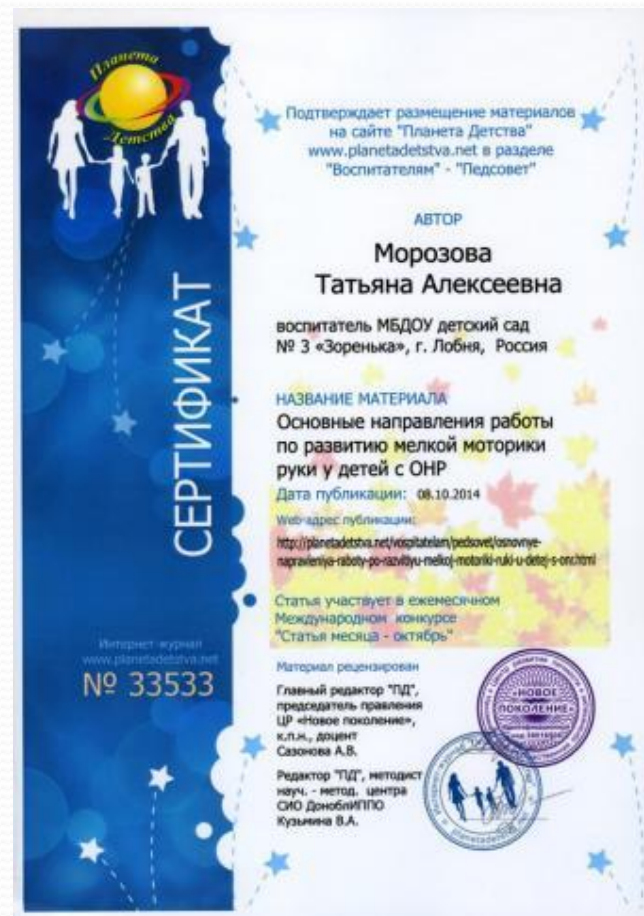 Планета
Детства
СЕРТИФИКАТ
Интернет-журнал
www.planetadetstva.net
№ 33533
Подтверждает размещение материалов
на сайте "Планета Детства"
www.planetadetstva.net в разделе
"Воспитателям" - "Педсовет"
АВТОР
Морозова
Татьяна Алексеевна
воспитатель МБДОУ детский сад
№ 3 «Зоренька», г. Лобня, Россия
НАЗВАНИЕ МАТЕРИАЛА
Основные направления работы
по развитию мелкой моторики
руки у детей с ОНР
Дата публикации: 08.10.2014
Web-адрес публикации:
http://planetadetstva.net/vospitatelam/pedsovet/osnovnye-
napravleniya-raboty-po-razvitiyu-melkoj-motoriki-ruki-u-detej-s-onr.html
Статья участвует в ежемесячном
Международном конкурсе
"Статья месяца - октябрь"
Материал рецензирован
Главный редактор "ПД",
председатель правления
ЦР «Новое поколение»,
к.п.н., доцент
Сазонова А.В.
Редактор "ПД", методист
науч. - метод. центра
СИО ДоноблИППО
Кузьмина В.А.
«НОВОЕ
ПОКОЛЕНИЕ»